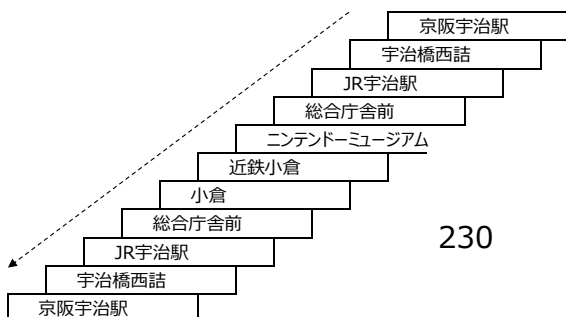 京阪宇治駅
宇治橋西詰
JR宇治駅
総合庁舎前
ニンテンドーミュージアム
近鉄小倉
小倉
総合庁舎前
230
JR宇治駅
宇治橋西詰
京阪宇治駅